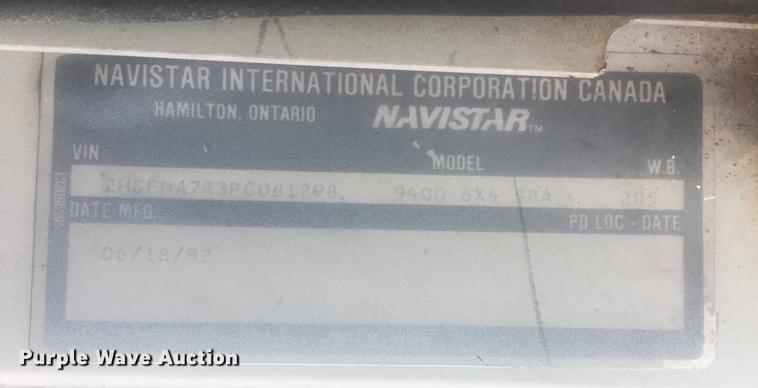 NAVISTAR INTERNATIONAL CORPORATION CANADA
HAMILTON, ONTARIO NAVISTAR TM
VIN MODEL W.B.
2HSFHA7R3PC061298 9400 6X4 SBA 205
DATE MFG. PD LOC - DATE
06/18/92
Purple Wave Auction